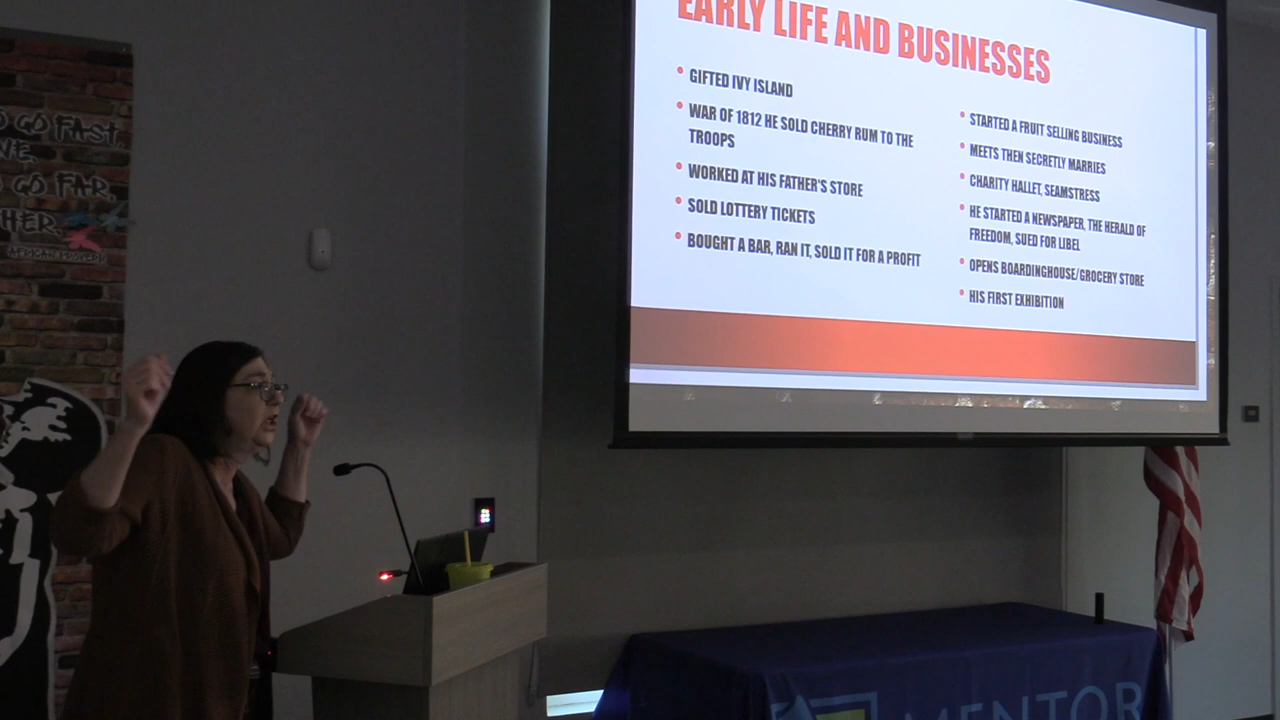 GO FAST,
GO FAR,
HER.
AFRICAN PROVERB
EARLY LIFE AND BUSINESSES
• GIFTED IVY ISLAND
• WAR OF 1812 HE SOLD CHERRY RUM TO THE
TROOPS
• WORKED AT HIS FATHER'S STORE
• SOLD LOTTERY TICKETS
• BOUGHT A BAR, RAN IT, SOLD IT FOR A PROFIT
• STARTED A FRUIT SELLING BUSINESS
• MEETS THEN SECRETLY MARRIES
• CHARITY HALLET, SEAMSTRESS
• HE STARTED A NEWSPAPER, THE HERALD OF
FREEDOM, SUED FOR LIBEL
• OPENS BOARDINGHOUSE/GROCERY STORE
• HIS FIRST EXHIBITION
MENTOR